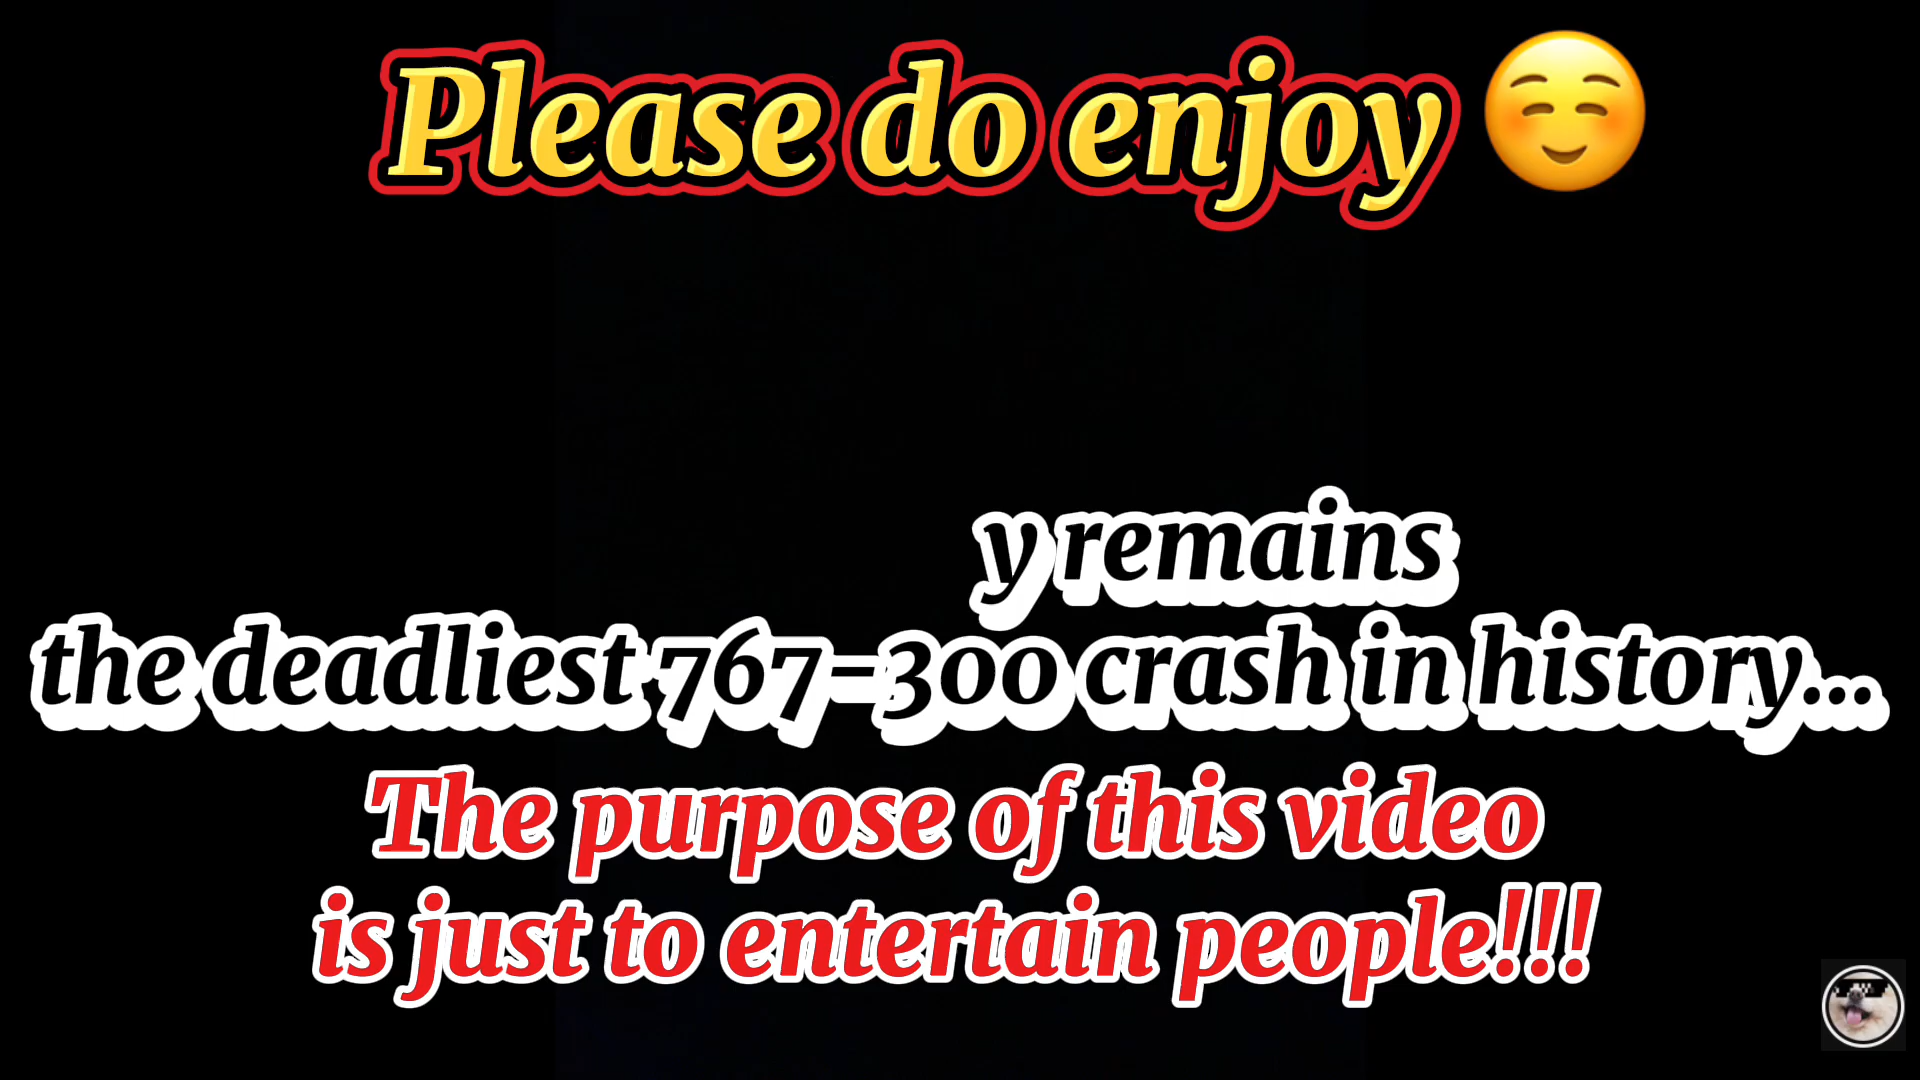 Please do enjoy ☺️
y remains
the deadliest 767-300 crash in history...
The purpose of this video
is just to entertain people!!!